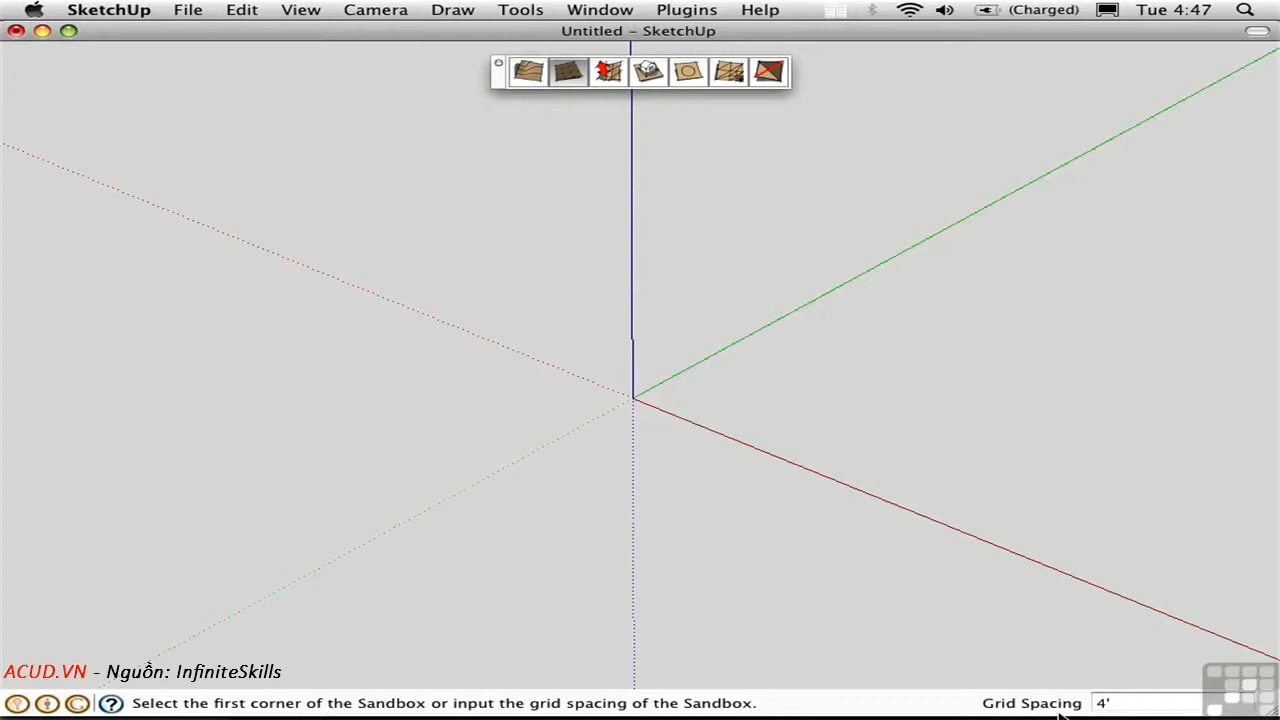 SketchUp File Edit View Camera Draw Tools Window Plugins Help (Charged) Tue 4:47
Untitled – SketchUp
ACUD.VN - Nguồn: InfiniteSkills
Select the first corner of the Sandbox or input the grid spacing of the Sandbox. Grid Spacing 4'